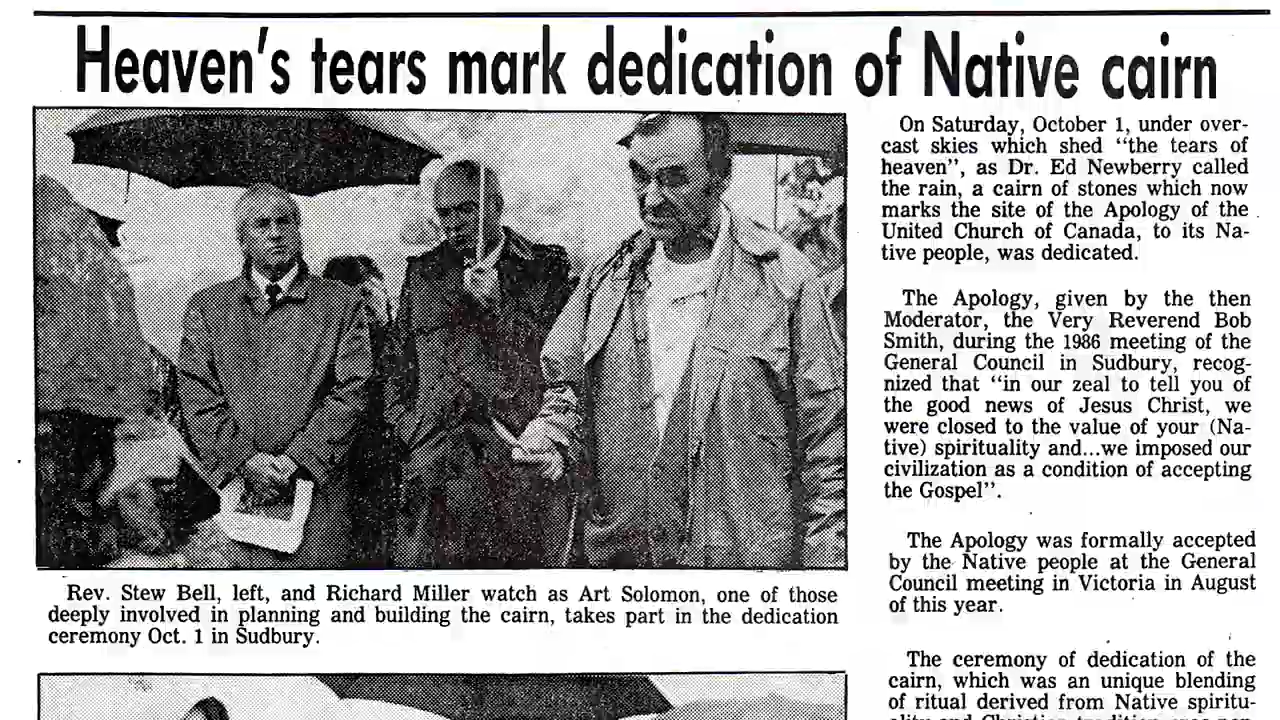 Heaven's tears mark dedication of Native cairn
Rev. Stew Bell, left, and Richard Miller watch as Art Solomon, one of those
deeply involved in planning and building the cairn, takes part in the dedication
ceremony Oct. 1 in Sudbury.
On Saturday, October 1, under over-
cast skies which shed "the tears of
heaven", as Dr. Ed Newberry called
the rain, a cairn of stones which now
marks the site of the Apology of the
United Church of Canada, to its Na-
tive people, was dedicated.
The Apology, given by the then
Moderator, the Very Reverend Bob
Smith, during the 1986 meeting of the
General Council in Sudbury, recog-
nized that "in our zeal to tell you of
the good news of Jesus Christ, we
were closed to the value of your (Na-
tive) spirituality and...we imposed our
civilization as a condition of accepting
the Gospel".
The Apology was formally accepted
by the Native people at the General
Council meeting in Victoria in August
of this year.
The ceremony of dedication of the
cairn, which was an unique blending
of ritual derived from Native spiritu-